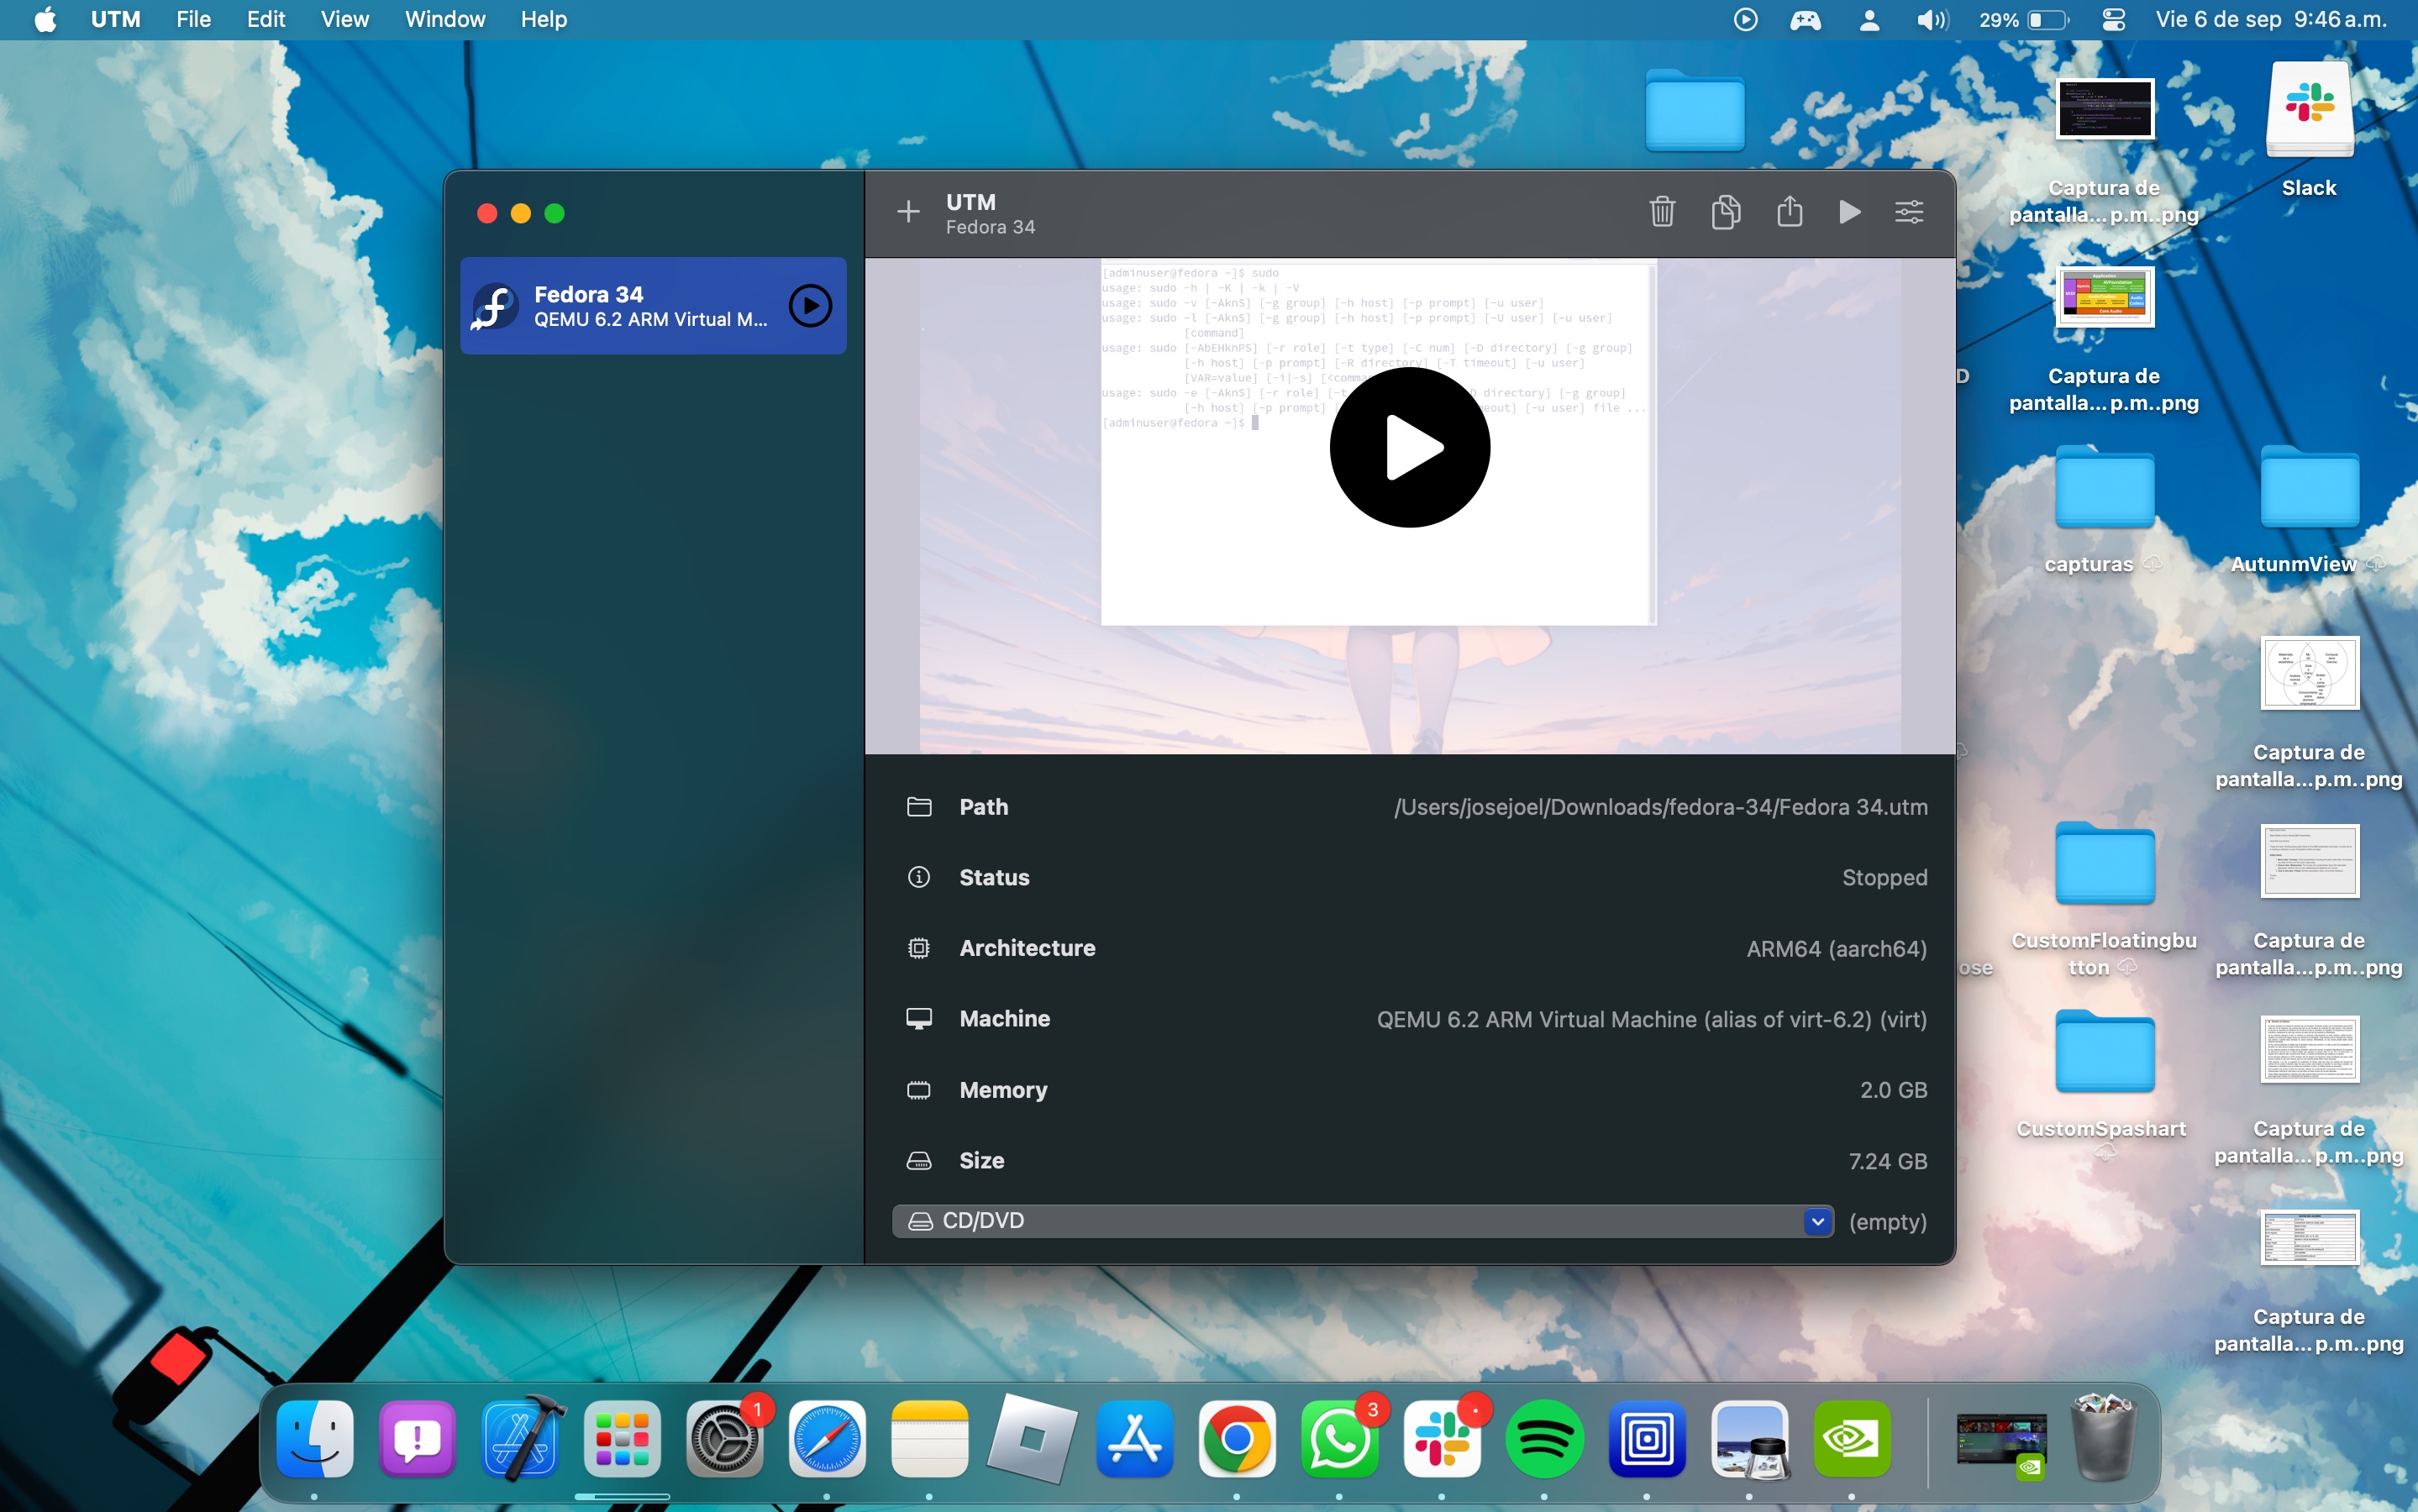 UTM File Edit View Window Help 29% Vie 6 de sep 9:46 a.m.
UTM
Fedora 34
Fedora 34
QEMU 6.2 ARM Virtual M...
[adminuser@fedora ~]$ sudo
usage: sudo -h | -K | -k | -V
usage: sudo -v [-AknS] [-g group] [-h host] [-p prompt] [-u user]
usage: sudo -l [-AknS] [-g group] [-h host] [-p prompt] [-U user] [-u user]
[command]
usage: sudo [-AbEHknPS] [-r role] [-t type] [-C num] [-D directory] [-g group]
[-h host] [-p prompt] [-R directory] [-T timeout] [-u user]
[VAR=value] [-i|-s] [<comma
usage: sudo -e [-AknS] [-r role] [-t D directory] [-g group]
[-h host] [-p prompt] [ eout] [-u user] file ...
[adminuser@fedora ~]$
Path /Users/josejoel/Downloads/fedora-34/Fedora 34.utm
Status Stopped
Architecture ARM64 (aarch64)
Machine QEMU 6.2 ARM Virtual Machine (alias of virt-6.2) (virt)
Memory 2.0 GB
Size 7.24 GB
CD/DVD (empty)
Captura de
pantalla...p.m..png
Slack
D
Captura de
pantalla...p.m..png
capturas
AutunmView
Captura de
pantalla...p.m..png
ose
CustomFloatingbu
tton
Captura de
pantalla...p.m..png
CustomSpashart
Captura de
pantalla...p.m..png
Captura de
pantalla...p.m..png
1
3